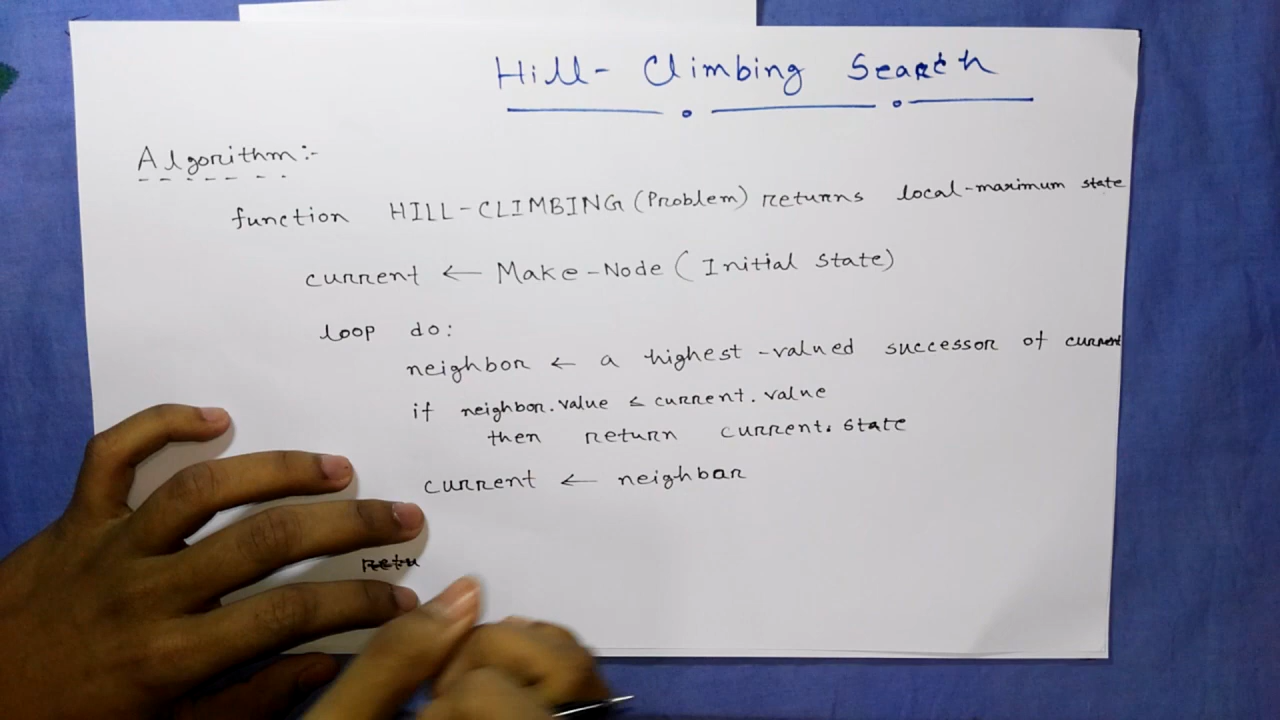 Hill-Climbing Search
Algorithm:-
function HILL-CLIMBING (Problem) returns local-maximum state
current ← Make-Node (Initial state)
loop do:
neighbor ← a highest-valued successor of current
if neighbor.value ≤ current.value
then return current.state
current ← neighbor